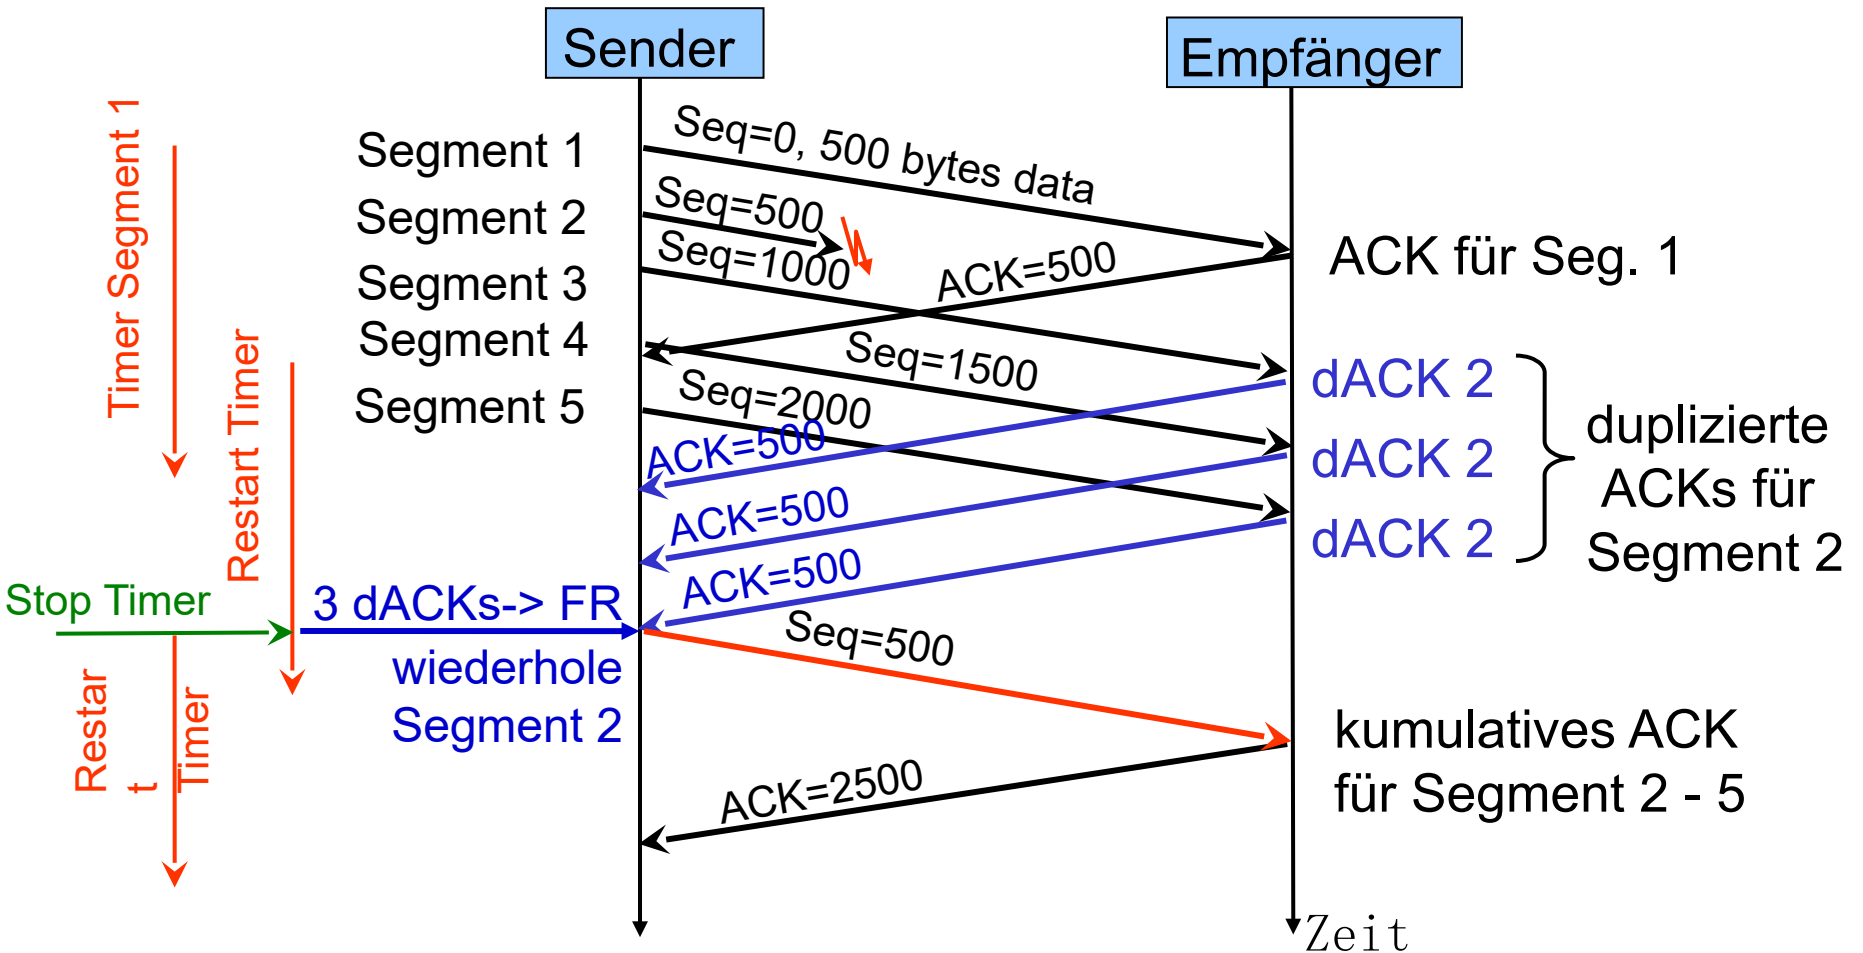 Sender
Empfänger
Timer Segment 1
Segment 1
Seq=0, 500 bytes data
Segment 2
Seq=500
Segment 3
Seq=1000
ACK=500
ACK für Seg. 1
Segment 4
Seq=1500
Segment 5
Seq=2000
Restart Timer
dACK 2
dACK 2
dACK 2
duplizierte
ACKs für
Segment 2
ACK=500
ACK=500
ACK=500
Stop Timer
3 dACKs-> FR
wiederhole
Segment 2
Seq=500
Restar
t
Timer
kumulatives ACK
für Segment 2 - 5
ACK=2500
Zeit